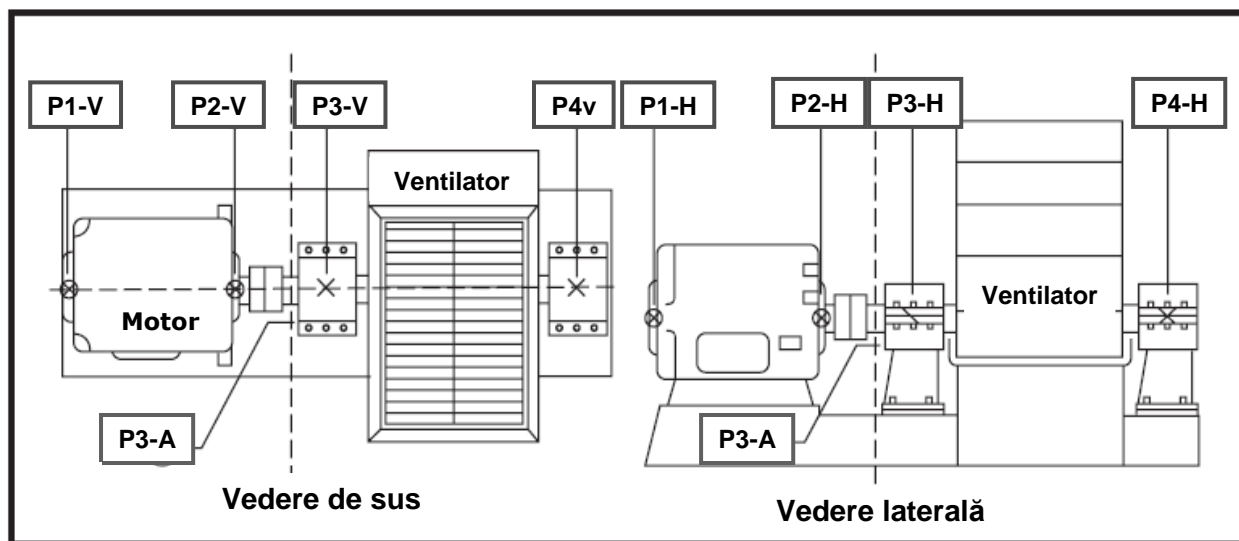 P1-V
P2-V
P3-V
P4v
Ventilator
Motor
P3-A
Vedere de sus
P1-H
P2-H
P3-H
P4-H
Ventilator
P3-A
Vedere laterală